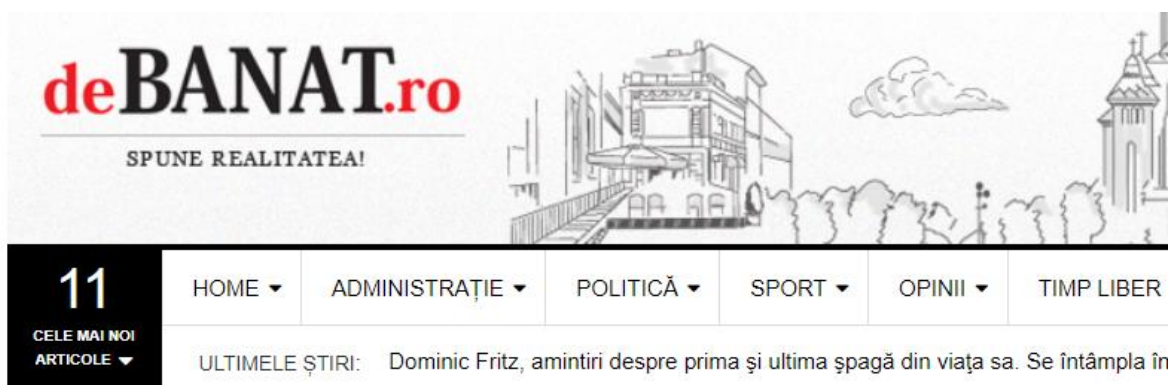 deBANAT.ro
SPUNE REALITATEA!
11
CELE MAI NOI
ARTICOLE
HOME
ADMINISTRAȚIE
POLITICĂ
SPORT
OPINII
TIMP LIBER
ULTIMELE ȘTIRI:
Dominic Fritz, amintiri despre prima şi ultima şpagă din viaţa sa. Se întâmpla în